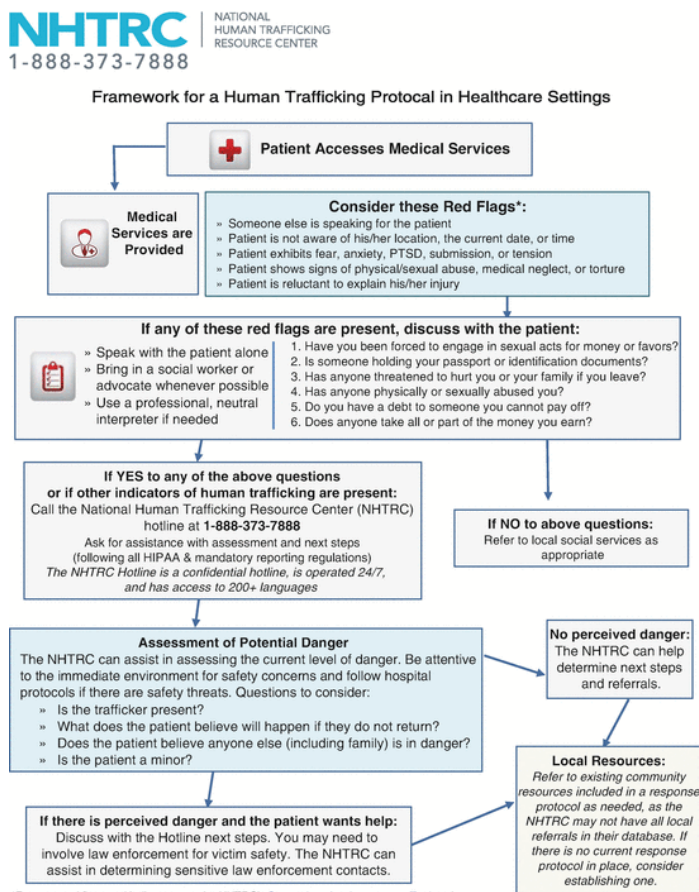 NHTRC
NATIONAL
HUMAN TRAFFICKING
RESOURCE CENTER
1-888-373-7888
Framework for a Human Trafficking Protocal in Healthcare Settings
Patient Accesses Medical Services
Medical
Services are
Provided
Consider these Red Flags*:
» Someone else is speaking for the patient
» Patient is not aware of his/her location, the current date, or time
» Patient exhibits fear, anxiety, PTSD, submission, or tension
» Patient shows signs of physical/sexual abuse, medical neglect, or torture
» Patient is reluctant to explain his/her injury
If any of these red flags are present, discuss with the patient:
» Speak with the patient alone
» Bring in a social worker or
advocate whenever possible
» Use a professional, neutral
interpreter if needed
1. Have you been forced to engage in sexual acts for money or favors?
2. Is someone holding your passport or identification documents?
3. Has anyone threatened to hurt you or your family if you leave?
4. Has anyone physically or sexually abused you?
5. Do you have a debt to someone you cannot pay off?
6. Does anyone take all or part of the money you earn?
If YES to any of the above questions
or if other indicators of human trafficking are present:
Call the National Human Trafficking Resource Center (NHTRC)
hotline at 1-888-373-7888
Ask for assistance with assessment and next steps
(following all HIPAA & mandatory reporting regulations)
The NHTRC Hotline is a confidential hotline, is operated 24/7,
and has access to 200+ languages
If NO to above questions:
Refer to local social services as
appropriate
Assessment of Potential Danger
The NHTRC can assist in assessing the current level of danger. Be attentive
to the immediate environment for safety concerns and follow hospital
protocols if there are safety threats. Questions to consider:
» Is the trafficker present?
» What does the patient believe will happen if they do not return?
» Does the patient believe anyone else (including family) is in danger?
» Is the patient a minor?
No perceived danger:
The NHTRC can help
determine next steps
and referrals.
If there is perceived danger and the patient wants help:
Discuss with the Hotline next steps. You may need to
involve law enforcement for victim safety. The NHTRC can
assist in determining sensitive law enforcement contacts.
Local Resources:
Refer to existing community
resources included in a response
protocol as needed, as the
NHTRC may not have all local
referrals in their database. If
there is no current response
protocol in place, consider
establishing one.